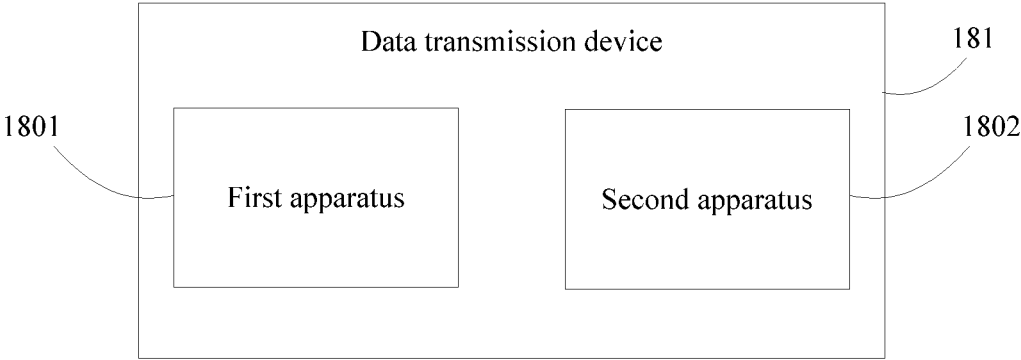 Data transmission device
181
1801
1802
First apparatus
Second apparatus